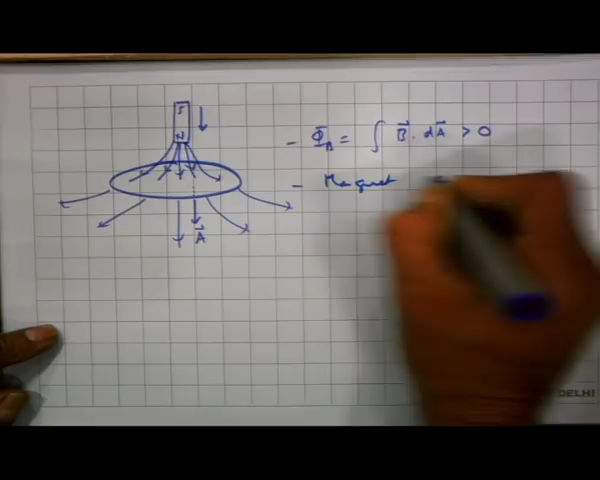 S
N
A⃗
- Φ_B = ∫ B⃗ · dA⃗ > 0
- Magnet
DELHI